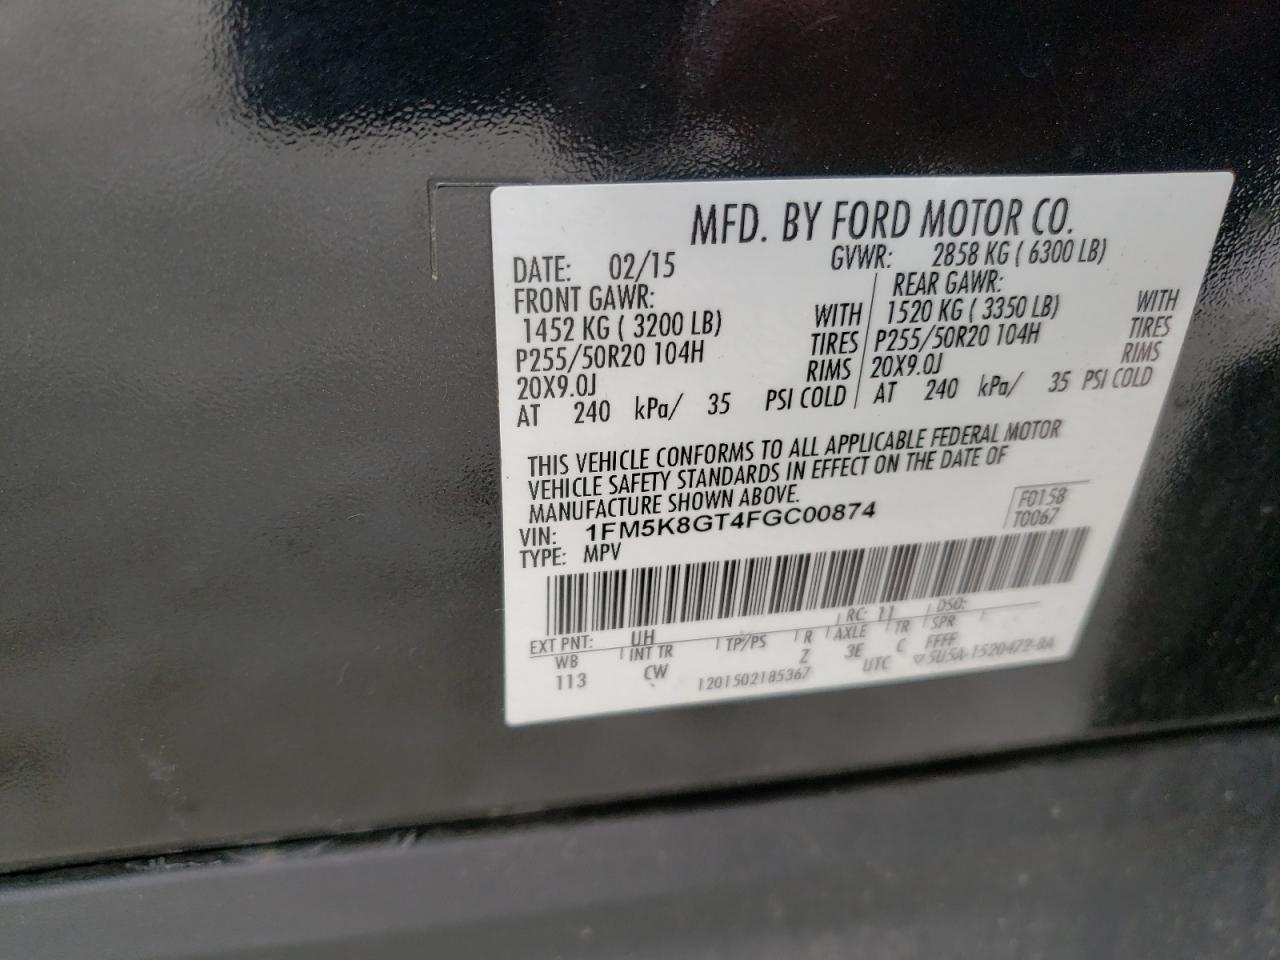 MFD. BY FORD MOTOR CO.
DATE: 02/15 GVWR: 2858 KG ( 6300 LB)
FRONT GAWR: REAR GAWR:
1452 KG ( 3200 LB) WITH 1520 KG ( 3350 LB) WITH
P255/50R20 104H TIRES P255/50R20 104H TIRES
20X9.0J RIMS 20X9.0J RIMS
AT 240 kPa/ 35 PSI COLD AT 240 kPa/ 35 PSI COLD
THIS VEHICLE CONFORMS TO ALL APPLICABLE FEDERAL MOTOR
VEHICLE SAFETY STANDARDS IN EFFECT ON THE DATE OF
MANUFACTURE SHOWN ABOVE.
VIN: 1FM5K8GT4FGC00874 F0158
TYPE: MPV T0067
EXT PNT: UH RC: 11 DSO:
WB INT TR TP/PS R AXLE TR SPR
113 CW Z 3E C FFFF
1201502185367 UTC ▽5U5A-1520472-BA